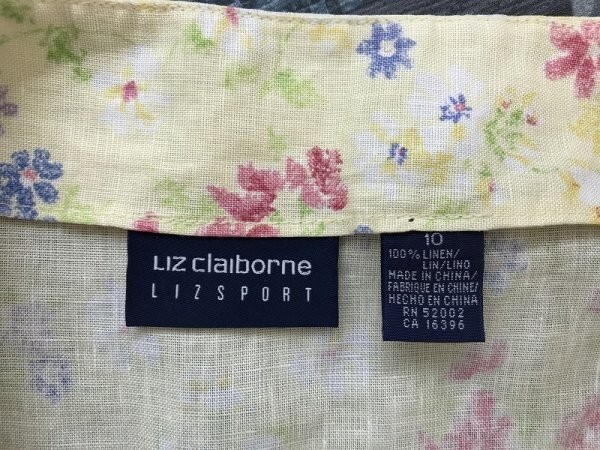 Liz claiborne
LIZSPORT
10
100% LINEN/
LIN/LINO
MADE IN CHINA/
FABRIQUE EN CHINE/
HECHO EN CHINA
RN 52002
CA 16396